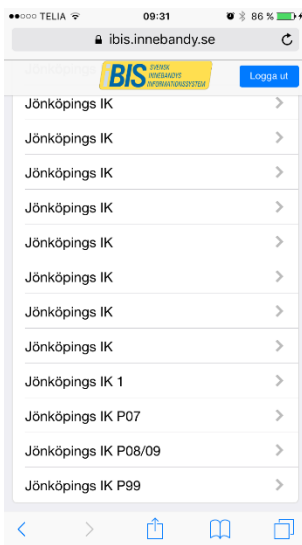 TELIA 09:31 86 %
ibis.innebandy.se
IBIS SVENSK INNEBANDYS INFORMATIONSSYSTEM
Logga ut
Jönköpings IK
Jönköpings IK
Jönköpings IK
Jönköpings IK
Jönköpings IK
Jönköpings IK
Jönköpings IK
Jönköpings IK
Jönköpings IK 1
Jönköpings IK P07
Jönköpings IK P08/09
Jönköpings IK P99